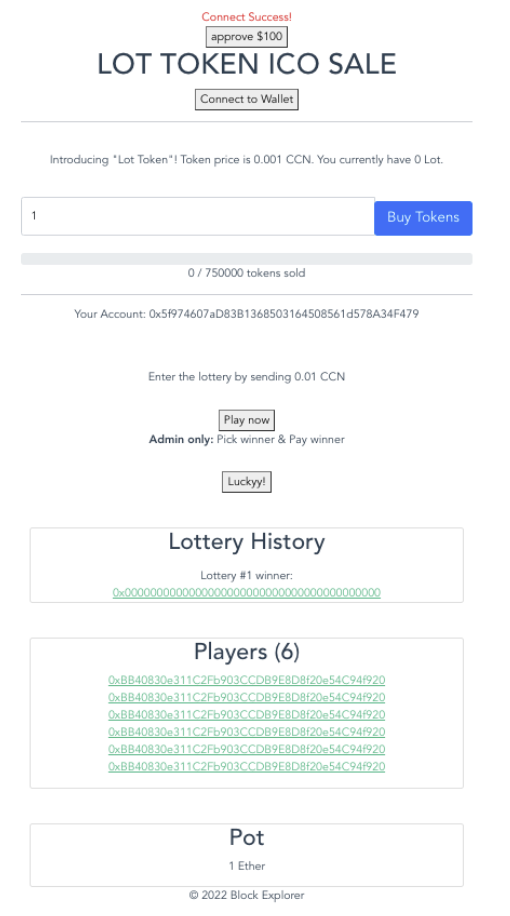 Connect Success!
approve $100
LOT TOKEN ICO SALE
Connect to Wallet
Introducing "Lot Token"! Token price is 0.001 CCN. You currently have 0 Lot.
1
Buy Tokens
0 / 750000 tokens sold
Your Account: 0x5f974607aD83B1368503164508561d578A34F479
Enter the lottery by sending 0.01 CCN
Play now
Admin only: Pick winner & Pay winner
Luckyy!
Lottery History
Lottery #1 winner:
0x0000000000000000000000000000000000000000
Players (6)
0xBB40830e311C2Fb903CCDB9E8D8f20e54C94f920
0xBB40830e311C2Fb903CCDB9E8D8f20e54C94f920
0xBB40830e311C2Fb903CCDB9E8D8f20e54C94f920
0xBB40830e311C2Fb903CCDB9E8D8f20e54C94f920
0xBB40830e311C2Fb903CCDB9E8D8f20e54C94f920
0xBB40830e311C2Fb903CCDB9E8D8f20e54C94f920
Pot
1 Ether
© 2022 Block Explorer